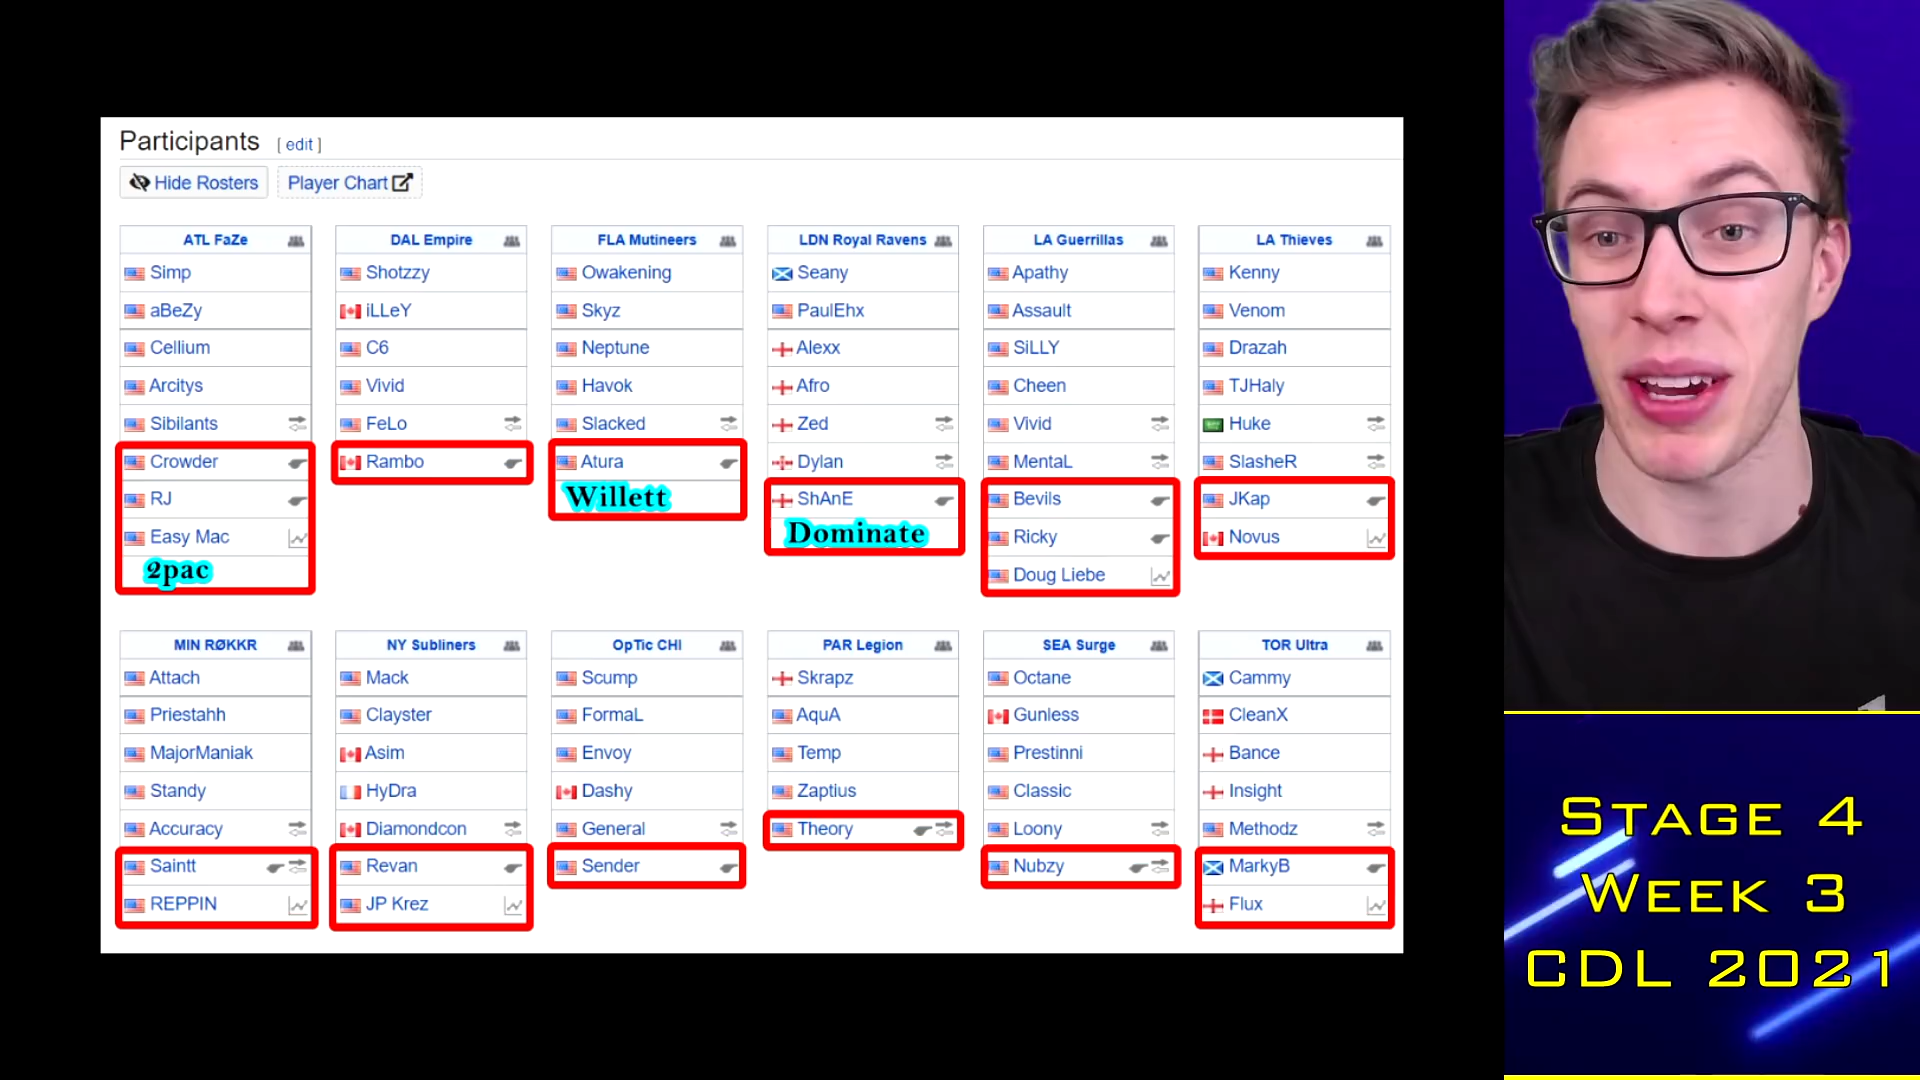 Participants [ edit ]
Hide Rosters Player Chart
ATL FaZe
Simp
aBeZy
Cellium
Arcitys
Sibilants
Crowder
RJ
Easy Mac
2pac
DAL Empire
Shotzzy
iLLeY
C6
Vivid
FeLo
Rambo
FLA Mutineers
Owakening
Skyz
Neptune
Havok
Slacked
Atura
Willett
LDN Royal Ravens
Seany
PaulEhx
Alexx
Afro
Zed
Dylan
ShAnE
Dominate
LA Guerrillas
Apathy
Assault
SiLLY
Cheen
Vivid
MentaL
Bevils
Ricky
Doug Liebe
LA Thieves
Kenny
Venom
Drazah
TJHaly
Huke
SlasheR
JKap
Novus
MIN RØKKR
Attach
Priestahh
MajorManiak
Standy
Accuracy
Saintt
REPPIN
NY Subliners
Mack
Clayster
Asim
HyDra
Diamondcon
Revan
JP Krez
OpTic CHI
Scump
FormaL
Envoy
Dashy
General
Sender
PAR Legion
Skrapz
AquA
Temp
Zaptius
Theory
SEA Surge
Octane
Gunless
Prestinni
Classic
Loony
Nubzy
TOR Ultra
Cammy
CleanX
Bance
Insight
Methodz
MarkyB
Flux
STAGE 4
WEEK 3
CDL 2021